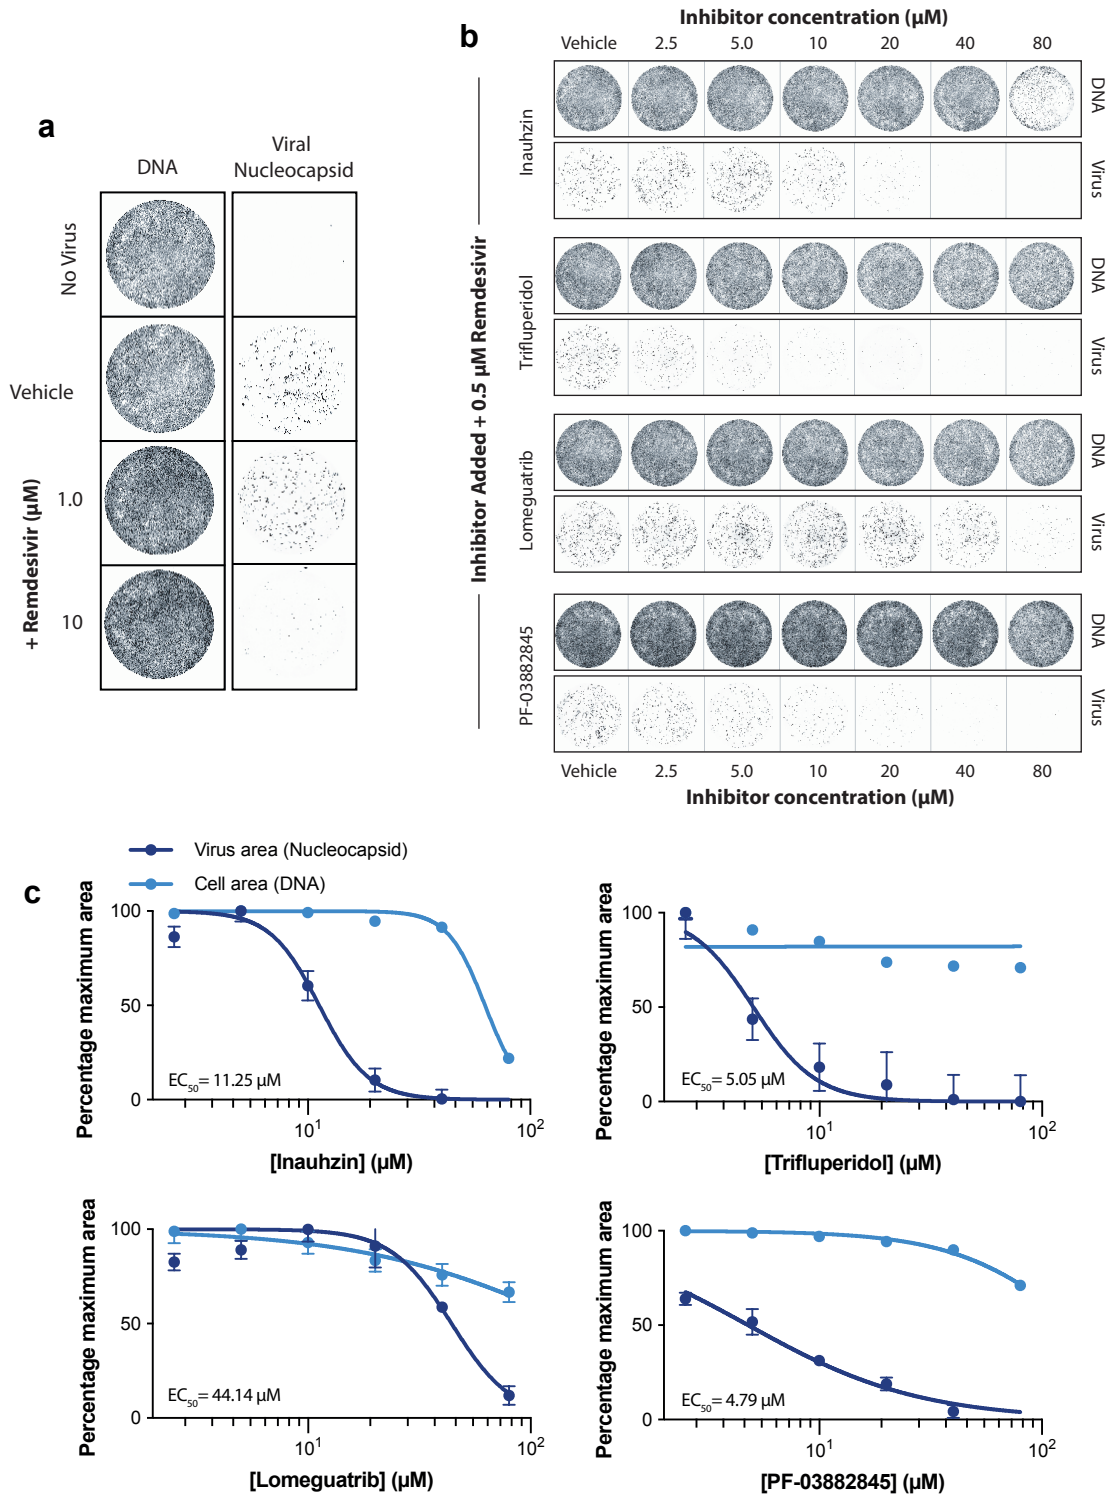 a
DNA
Viral
Nucleocapsid
No Virus
Vehicle
+ Remdesivir (µM)
1.0
10
b
Inhibitor concentration (µM)
Vehicle 2.5 5.0 10 20 40 80
Inhibitor Added + 0.5 µM Remdesivir
Inauhzin
DNA
Virus
Trifluperidol
DNA
Virus
Lomeguatrib
DNA
Virus
PF-03882845
DNA
Virus
Vehicle 2.5 5.0 10 20 40 80
Inhibitor concentration (µM)
c
Virus area (Nucleocapsid)
Cell area (DNA)
Percentage maximum area
100
50
0
EC50= 11.25 µM
10¹ 10²
[Inauhzin] (µM)
Percentage maximum area
100
50
0
EC50= 5.05 µM
10¹ 10²
[Trifluperidol] (µM)
Percentage maximum area
100
50
0
EC50= 44.14 µM
10¹ 10²
[Lomeguatrib] (µM)
Percentage maximum area
100
50
0
EC50= 4.79 µM
10¹ 10²
[PF-03882845] (µM)